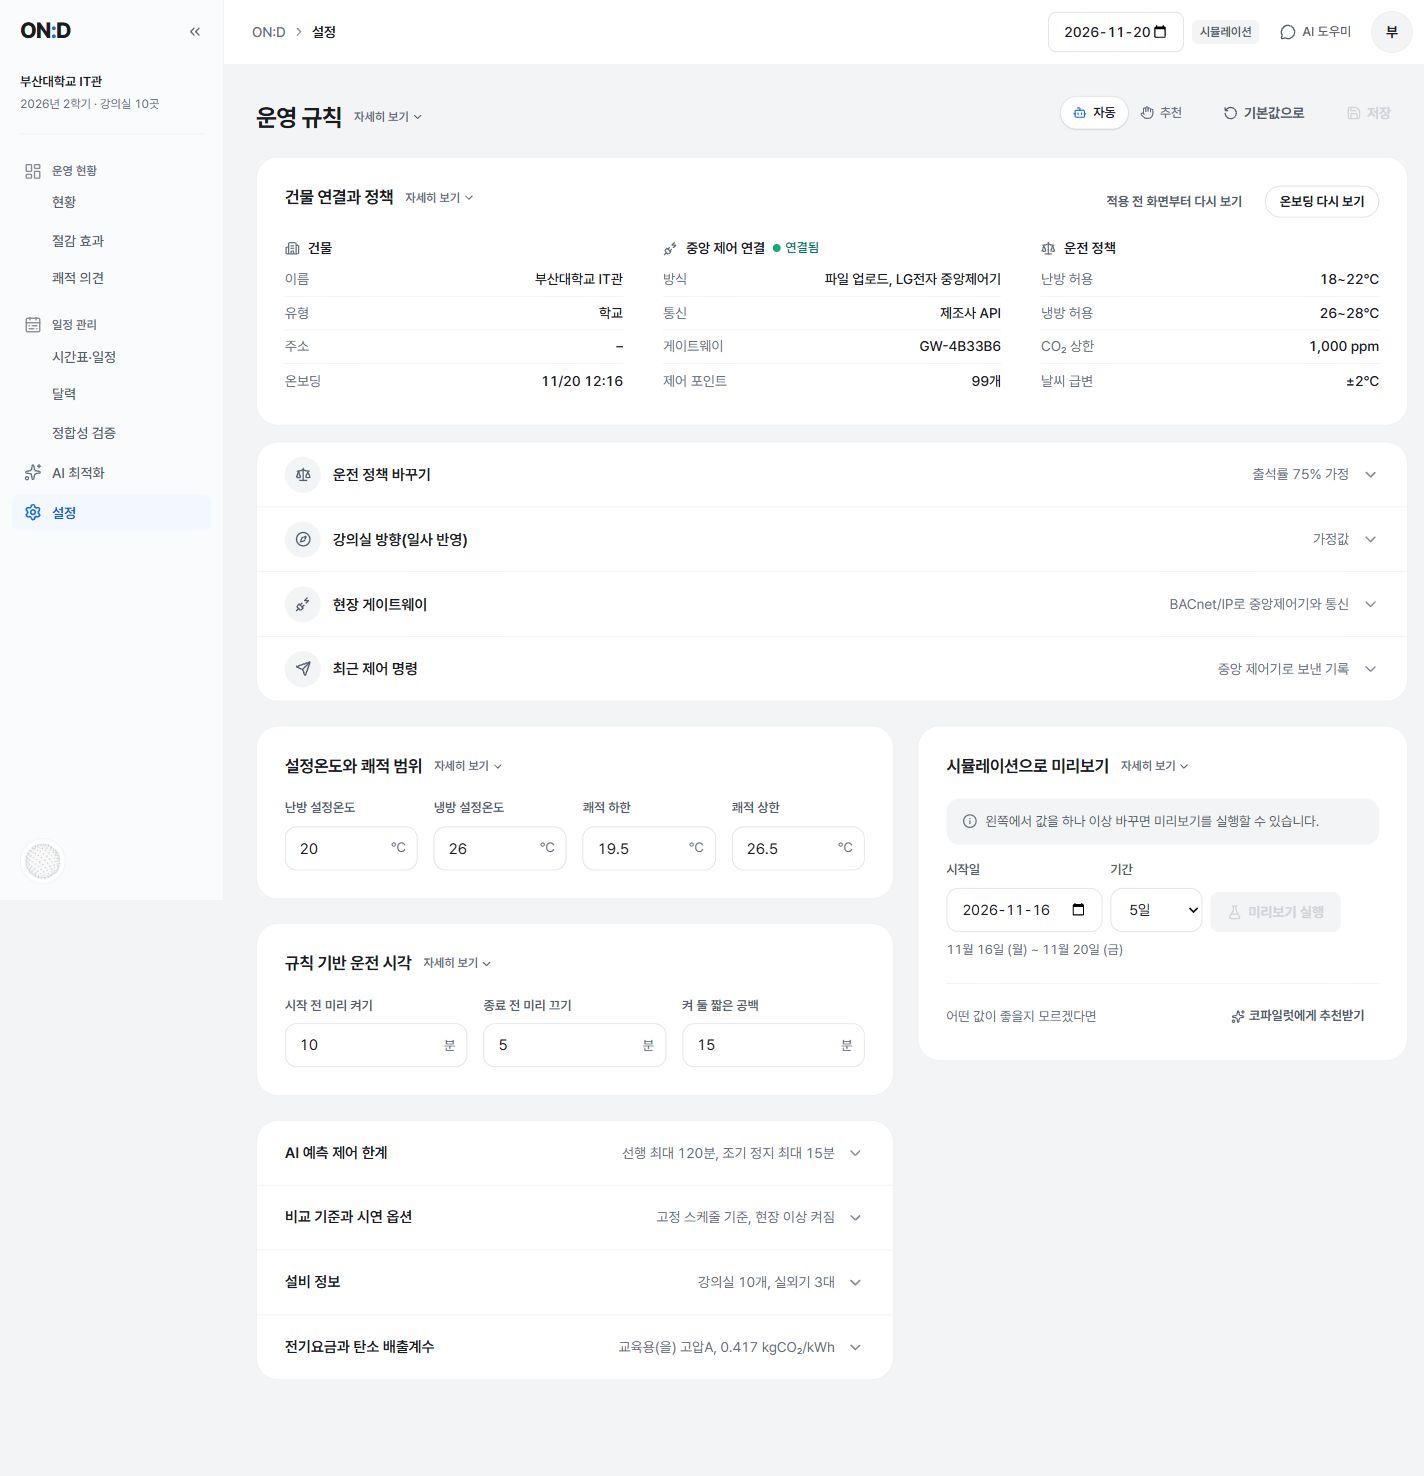 ON:D
부산대학교 IT관
2026년 2학기 · 강의실 10곳
운영 현황
현황
절감 효과
쾌적 의견
일정 관리
시간표·일정
달력
정합성 검증
AI 최적화
설정
ON:D > 설정
2026-11-20
시뮬레이션
AI 도우미
부
운영 규칙 자세히 보기
자동
추천
기본값으로
저장
건물 연결과 정책 자세히 보기
적용 전 화면부터 다시 보기
온보딩 다시 보기
건물
이름 부산대학교 IT관
유형 학교
주소 –
온보딩 11/20 12:16
중앙 제어 연결 연결됨
방식 파일 업로드, LG전자 중앙제어기
통신 제조사 API
게이트웨이 GW-4B33B6
제어 포인트 99개
운전 정책
난방 허용 18~22°C
냉방 허용 26~28°C
CO₂ 상한 1,000 ppm
날씨 급변 ±2°C
운전 정책 바꾸기 출석률 75% 가정
강의실 방향(일사 반영) 가정값
현장 게이트웨이 BACnet/IP로 중앙제어기와 통신
최근 제어 명령 중앙 제어기로 보낸 기록
설정온도와 쾌적 범위 자세히 보기
난방 설정온도 냉방 설정온도 쾌적 하한 쾌적 상한
20 °C 26 °C 19.5 °C 26.5 °C
규칙 기반 운전 시각 자세히 보기
시작 전 미리 켜기 종료 전 미리 끄기 켜 둘 짧은 공백
10 분 5 분 15 분
AI 예측 제어 한계 선행 최대 120분, 조기 정지 최대 15분
비교 기준과 시연 옵션 고정 스케줄 기준, 현장 이상 켜짐
설비 정보 강의실 10개, 실외기 3대
전기요금과 탄소 배출계수 교육용(을) 고압A, 0.417 kgCO₂/kWh
시뮬레이션으로 미리보기 자세히 보기
왼쪽에서 값을 하나 이상 바꾸면 미리보기를 실행할 수 있습니다.
시작일 기간
2026-11-16 5일 미리보기 실행
11월 16일 (월) ~ 11월 20일 (금)
어떤 값이 좋을지 모르겠다면 코파일럿에게 추천받기